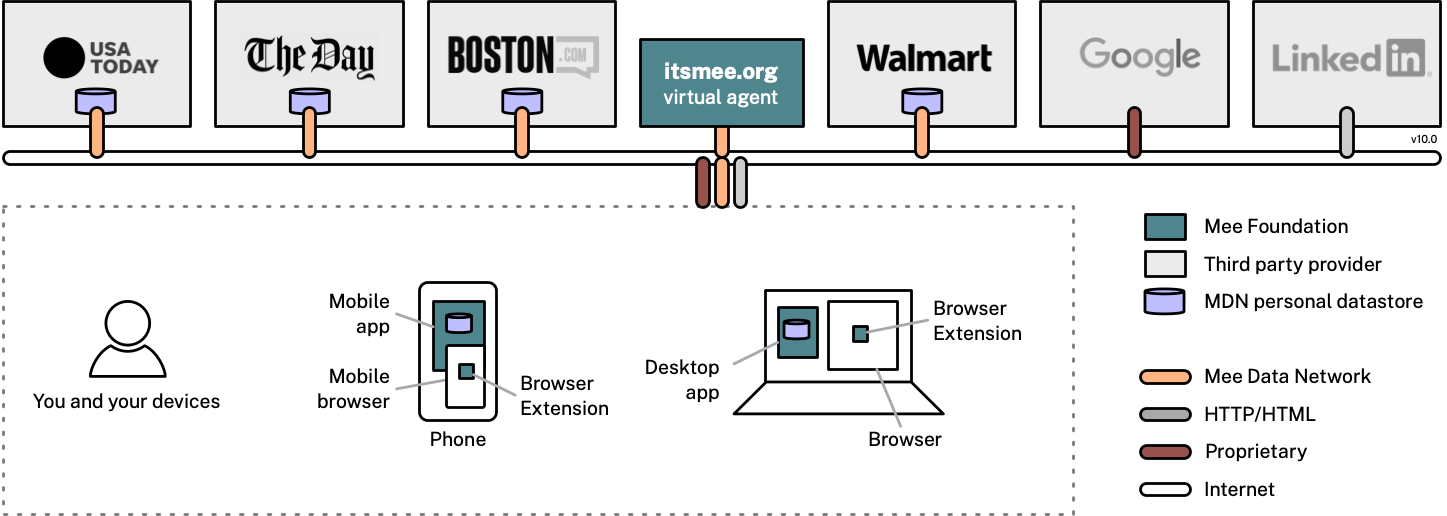 USA
TODAY
The Day
BOSTON.COM
itsmee.org
virtual agent
Walmart
Google
LinkedIn
v10.0
Mee Foundation
Third party provider
MDN personal datastore
Mee Data Network
HTTP/HTML
Proprietary
Internet
You and your devices
Mobile
app
Mobile
browser
Browser
Extension
Phone
Desktop
app
Browser
Extension
Browser